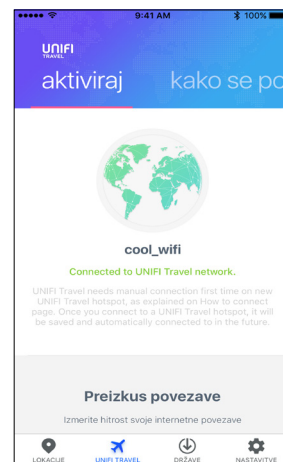 9:41 AM
100%
UNIFI
TRAVEL
aktiviraj
kako se po
cool_wifi
Connected to UNIFI Travel network.
UNIFI Travel needs manual connection first time on new
UNIFI Travel hotspot, as explained on How to connect
page. Once you connect to a UNIFI Travel hotspot, it will
be saved and automatically connected to in the future.
Preizkus povezave
Izmerite hitrost svoje internetne povezave
LOKACIJE
UNIFI TRAVEL
DRŽAVE
NASTAVITVE